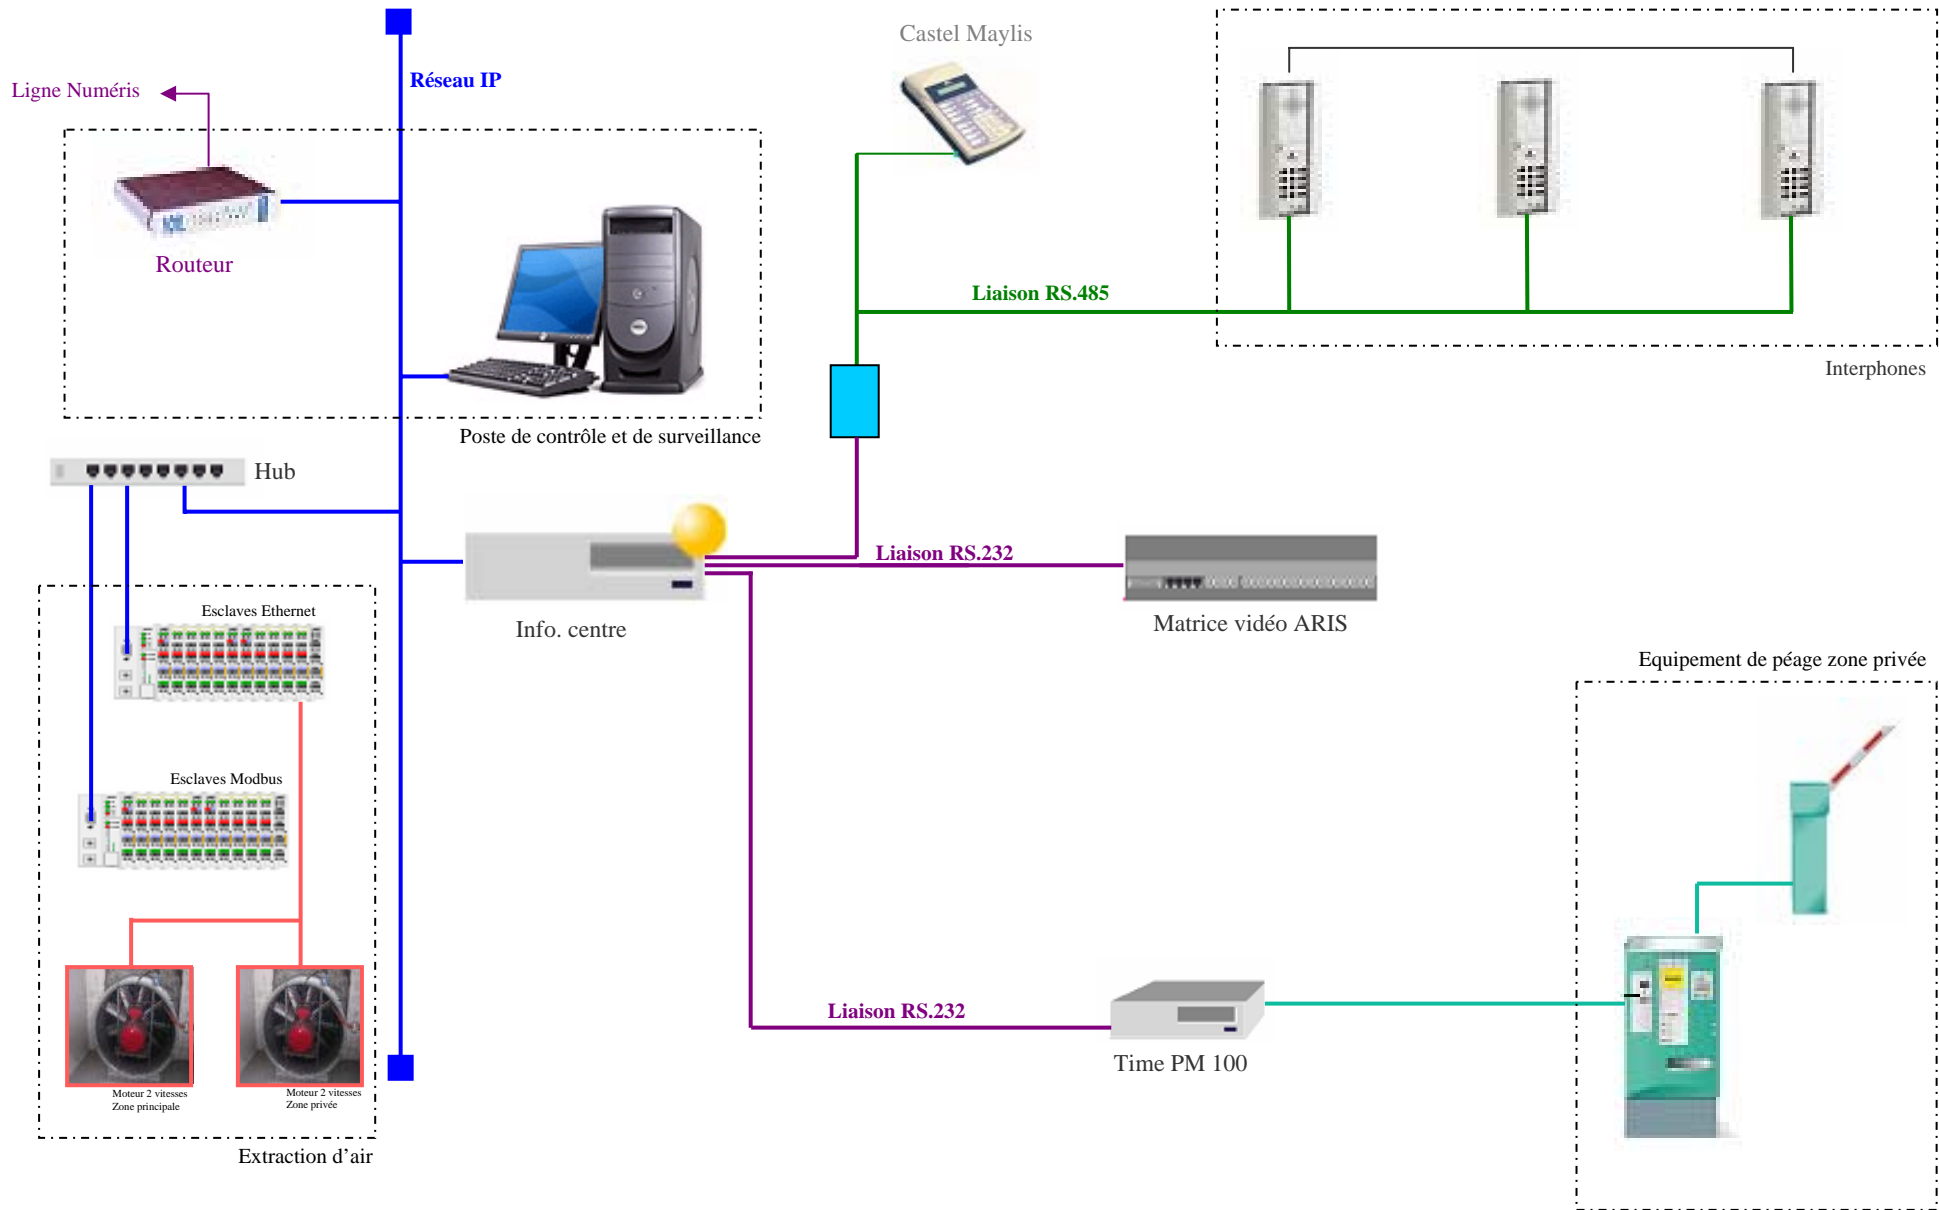 Castel Maylis
Réseau IP
Ligne Numéris
Routeur
Liaison RS.485
Interphones
Poste de contrôle et de surveillance
Hub
Liaison RS.232
Info. centre
Matrice vidéo ARIS
Esclaves Ethernet
Equipement de péage zone privée
Esclaves Modbus
Liaison RS.232
Time PM 100
Moteur 2 vitesses
Zone principale
Moteur 2 vitesses
Zone privée
Extraction d’air